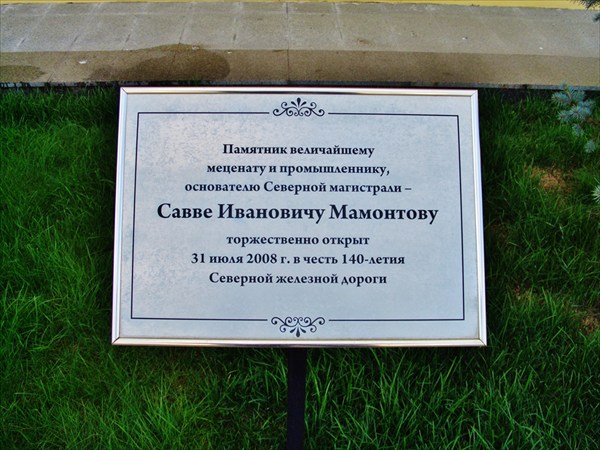 Памятник величайшему
меценату и промышленнику,
основателю Северной магистрали –
Савве Ивановичу Мамонтову
торжественно открыт
31 июля 2008 г. в честь 140-летия
Северной железной дороги